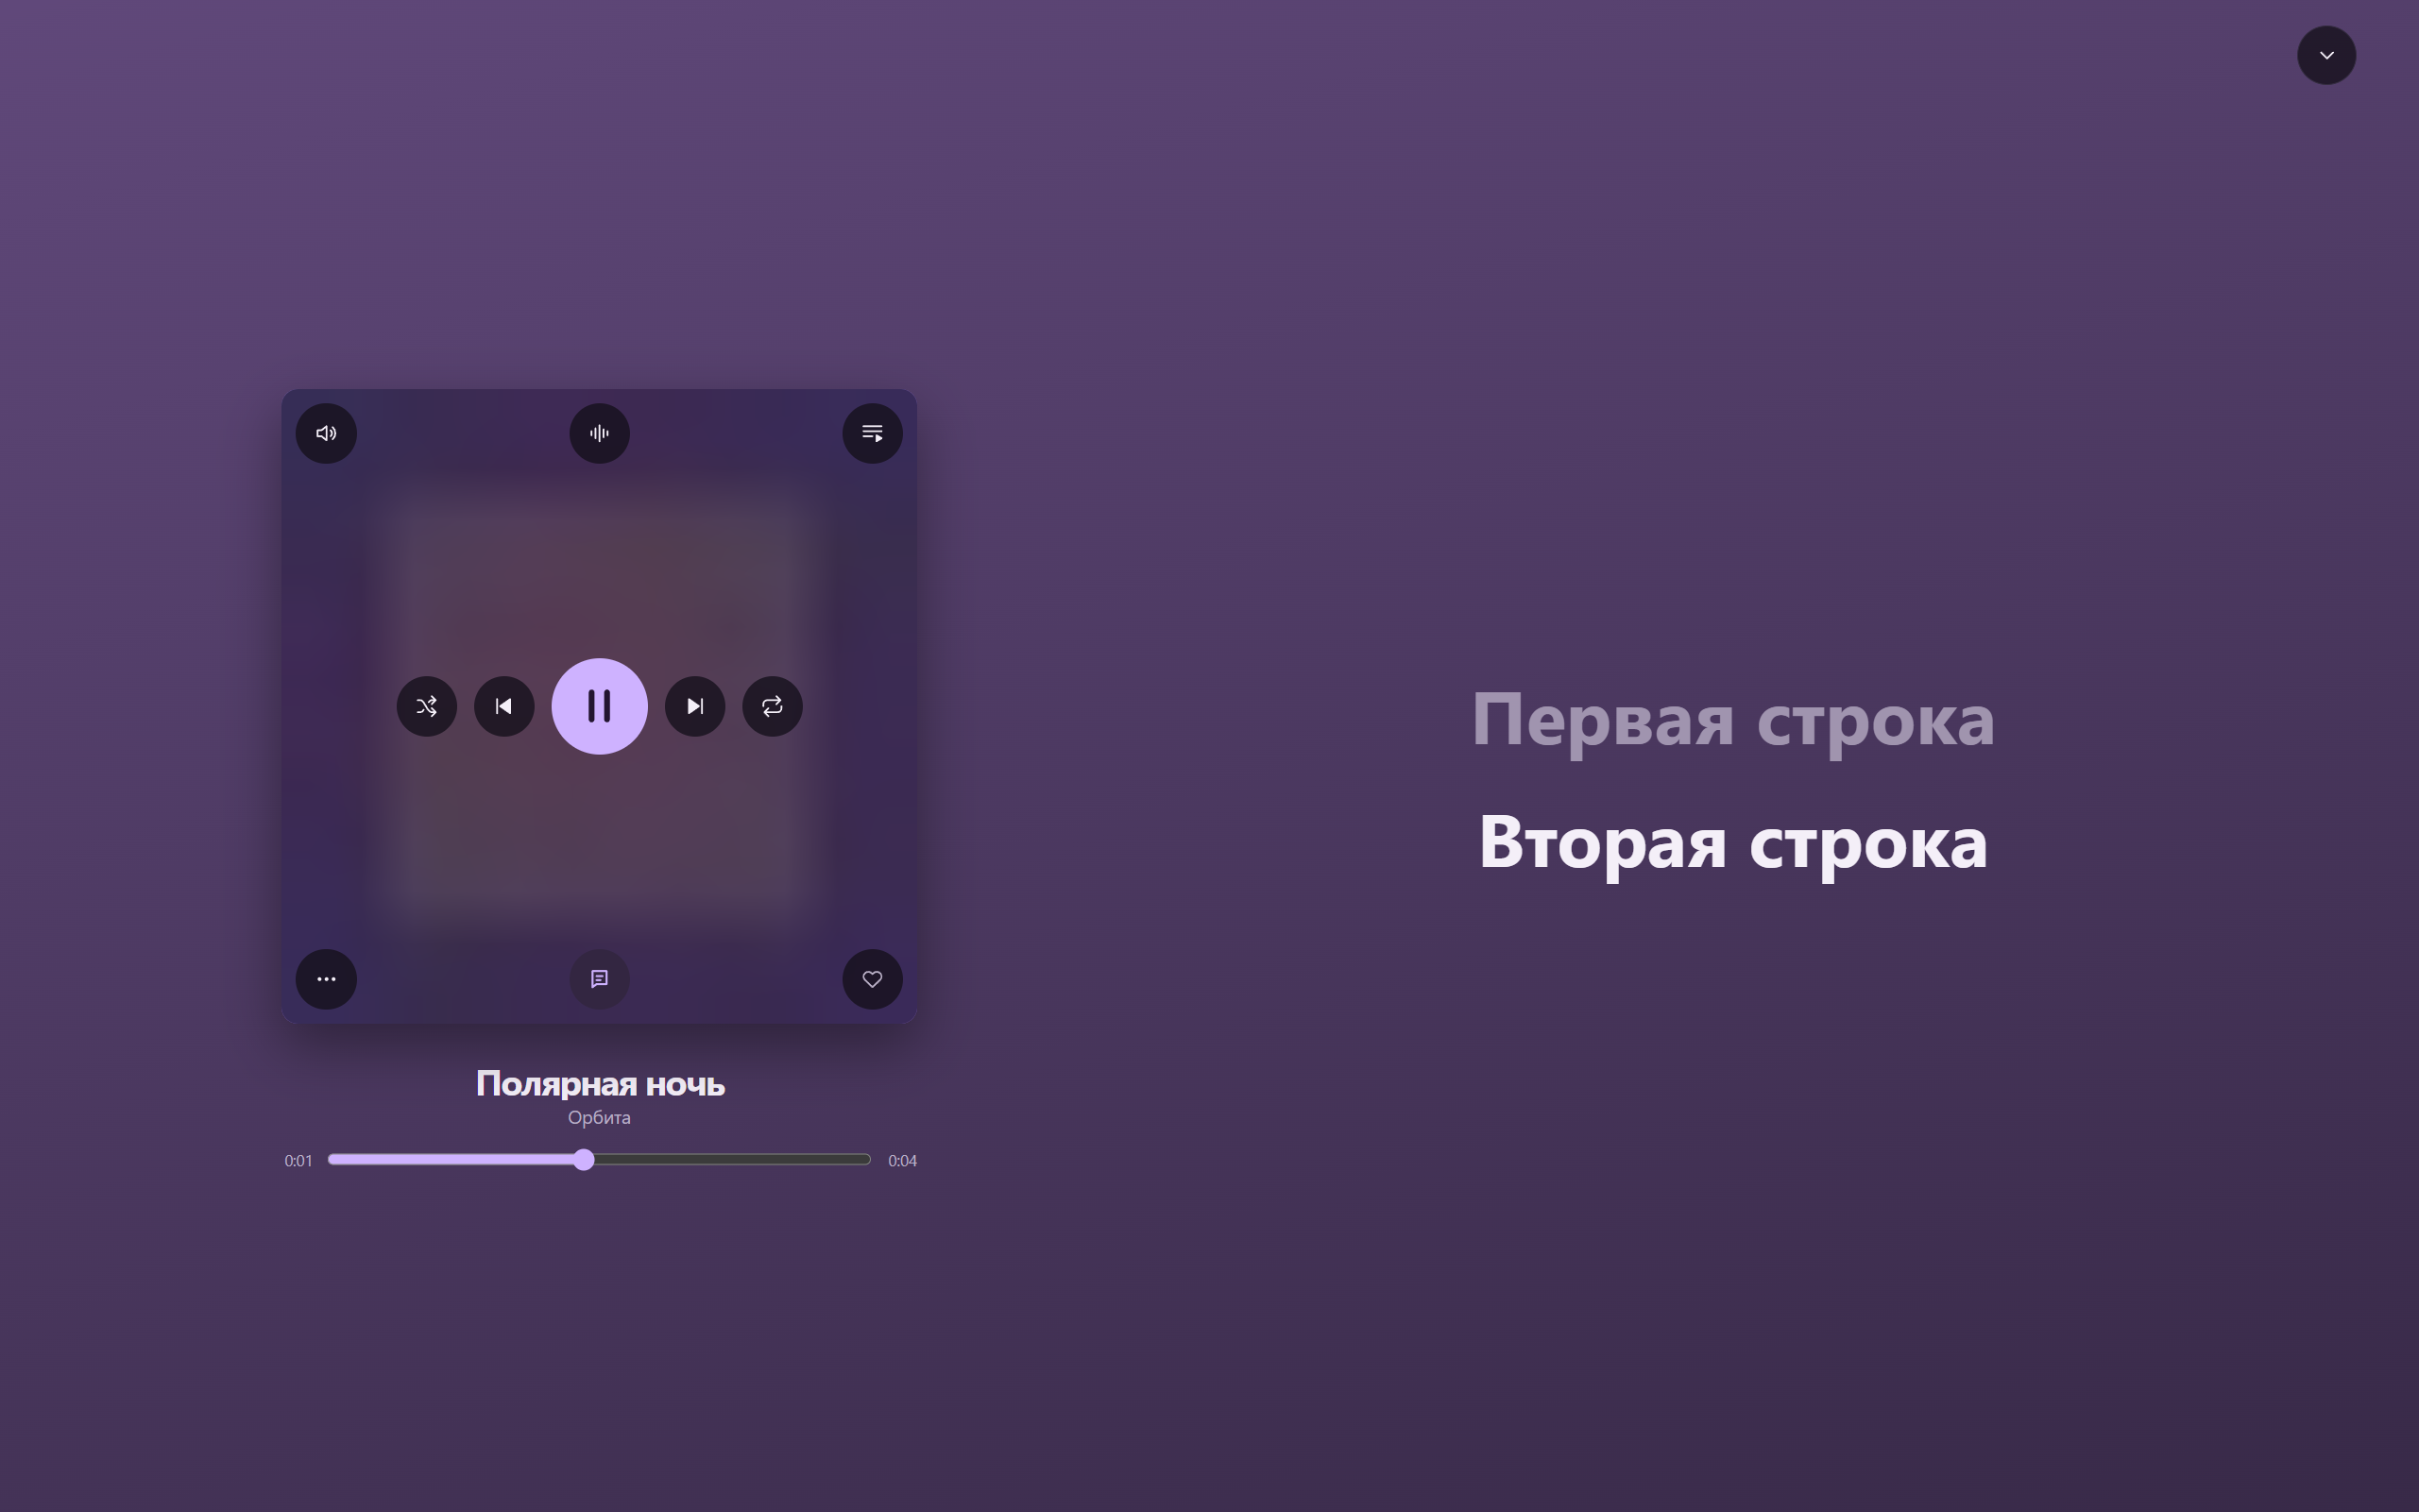 Полярная ночь
Орбита
0:01
0:04
Первая строка
Вторая строка